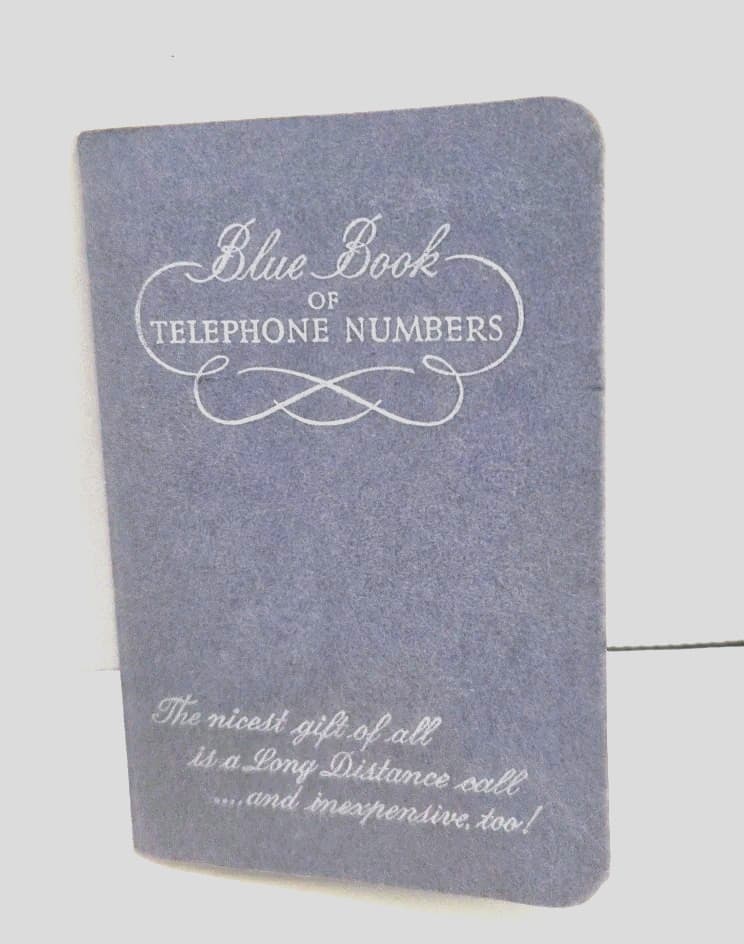 Blue Book
OF
TELEPHONE NUMBERS
The nicest gift of all
is a Long Distance call
....and inexpensive, too!